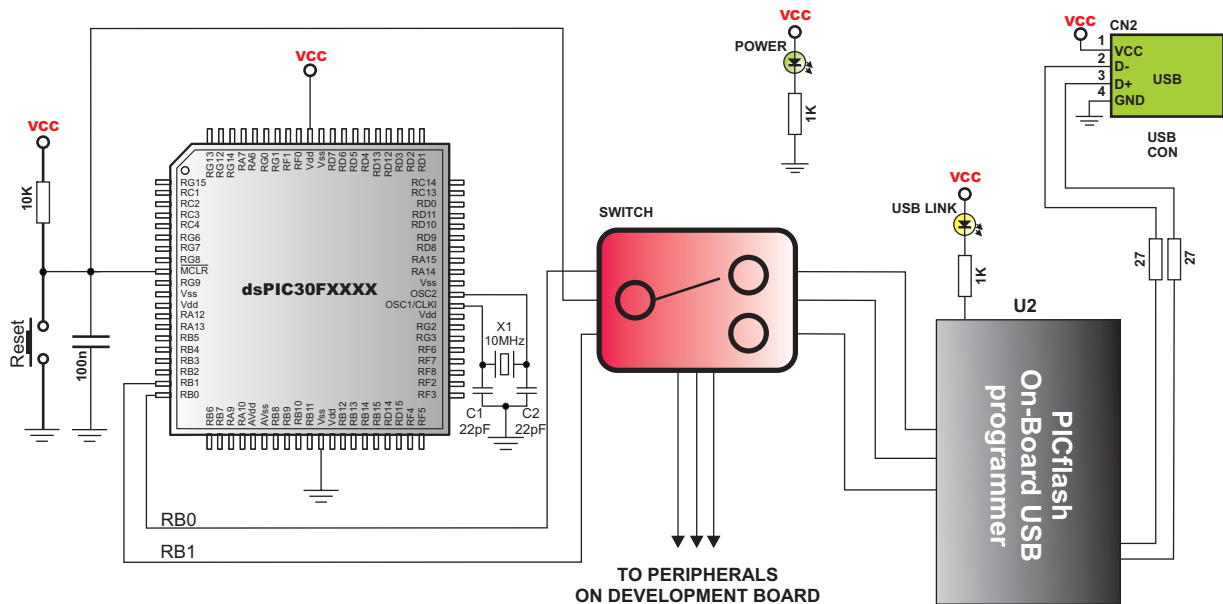 VCC
10K
Reset
100n
VCC
RG13
RG12
RG14
RA7
RA6
RG0
RG1
RF1
RF0
Vdd
Vss
RD7
RD6
RD5
RD4
RD13
RD12
RD3
RD2
RD1
RG15
RC1
RC2
RC3
RC4
RG6
RG7
RG8
MCLR
RG9
Vss
Vdd
RA12
RA13
RB5
RB4
RB3
RB2
RB1
RB0
dsPIC30FXXXX
RC14
RC13
RD0
RD11
RD10
RD9
RD8
RA15
RA14
Vss
OSC2
OSC1/CLKI
Vdd
RG2
RG3
RF6
RF7
RF8
RF2
RF3
RB6
RB7
RA9
RA10
AVdd
AVss
RB8
RB9
RB10
RB11
Vss
Vdd
RB12
RB13
RB14
RB15
RD14
RD15
RF4
RF5
X1
10MHz
C1
22pF
C2
22pF
RB0
RB1
SWITCH
TO PERIPHERALS
ON DEVELOPMENT BOARD
VCC
POWER
1K
VCC
USB LINK
1K
U2
PICflash
On-Board USB
programmer
VCC
CN2
1
2
3
4
VCC
D-
D+
GND
USB
USB
CON
27
27